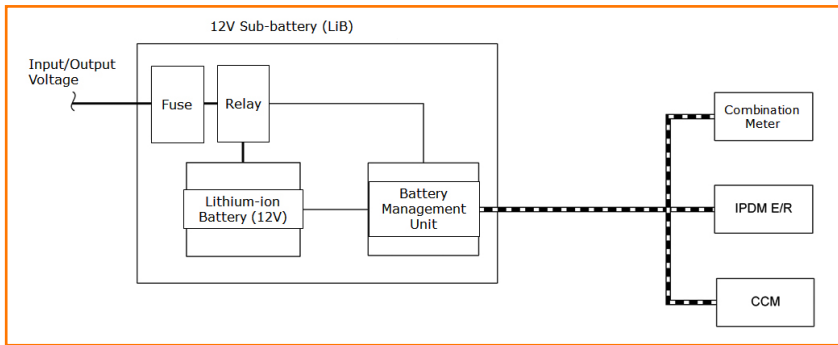 12V Sub-battery (LiB)
Input/Output
Voltage
Fuse
Relay
Lithium-ion
Battery (12V)
Battery
Management
Unit
Combination
Meter
IPDM E/R
CCM